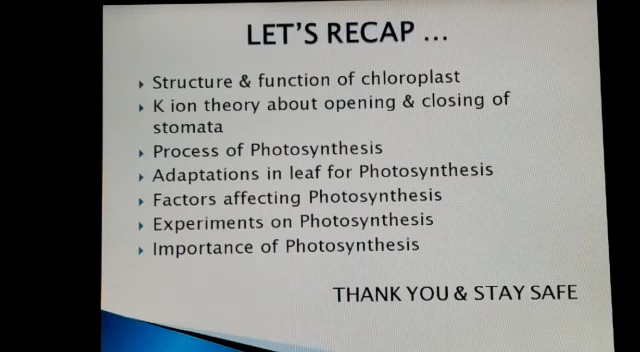 LET'S RECAP ...
Structure & function of chloroplast
K ion theory about opening & closing of
stomata
Process of Photosynthesis
Adaptations in leaf for Photosynthesis
Factors affecting Photosynthesis
Experiments on Photosynthesis
Importance of Photosynthesis
THANK YOU & STAY SAFE